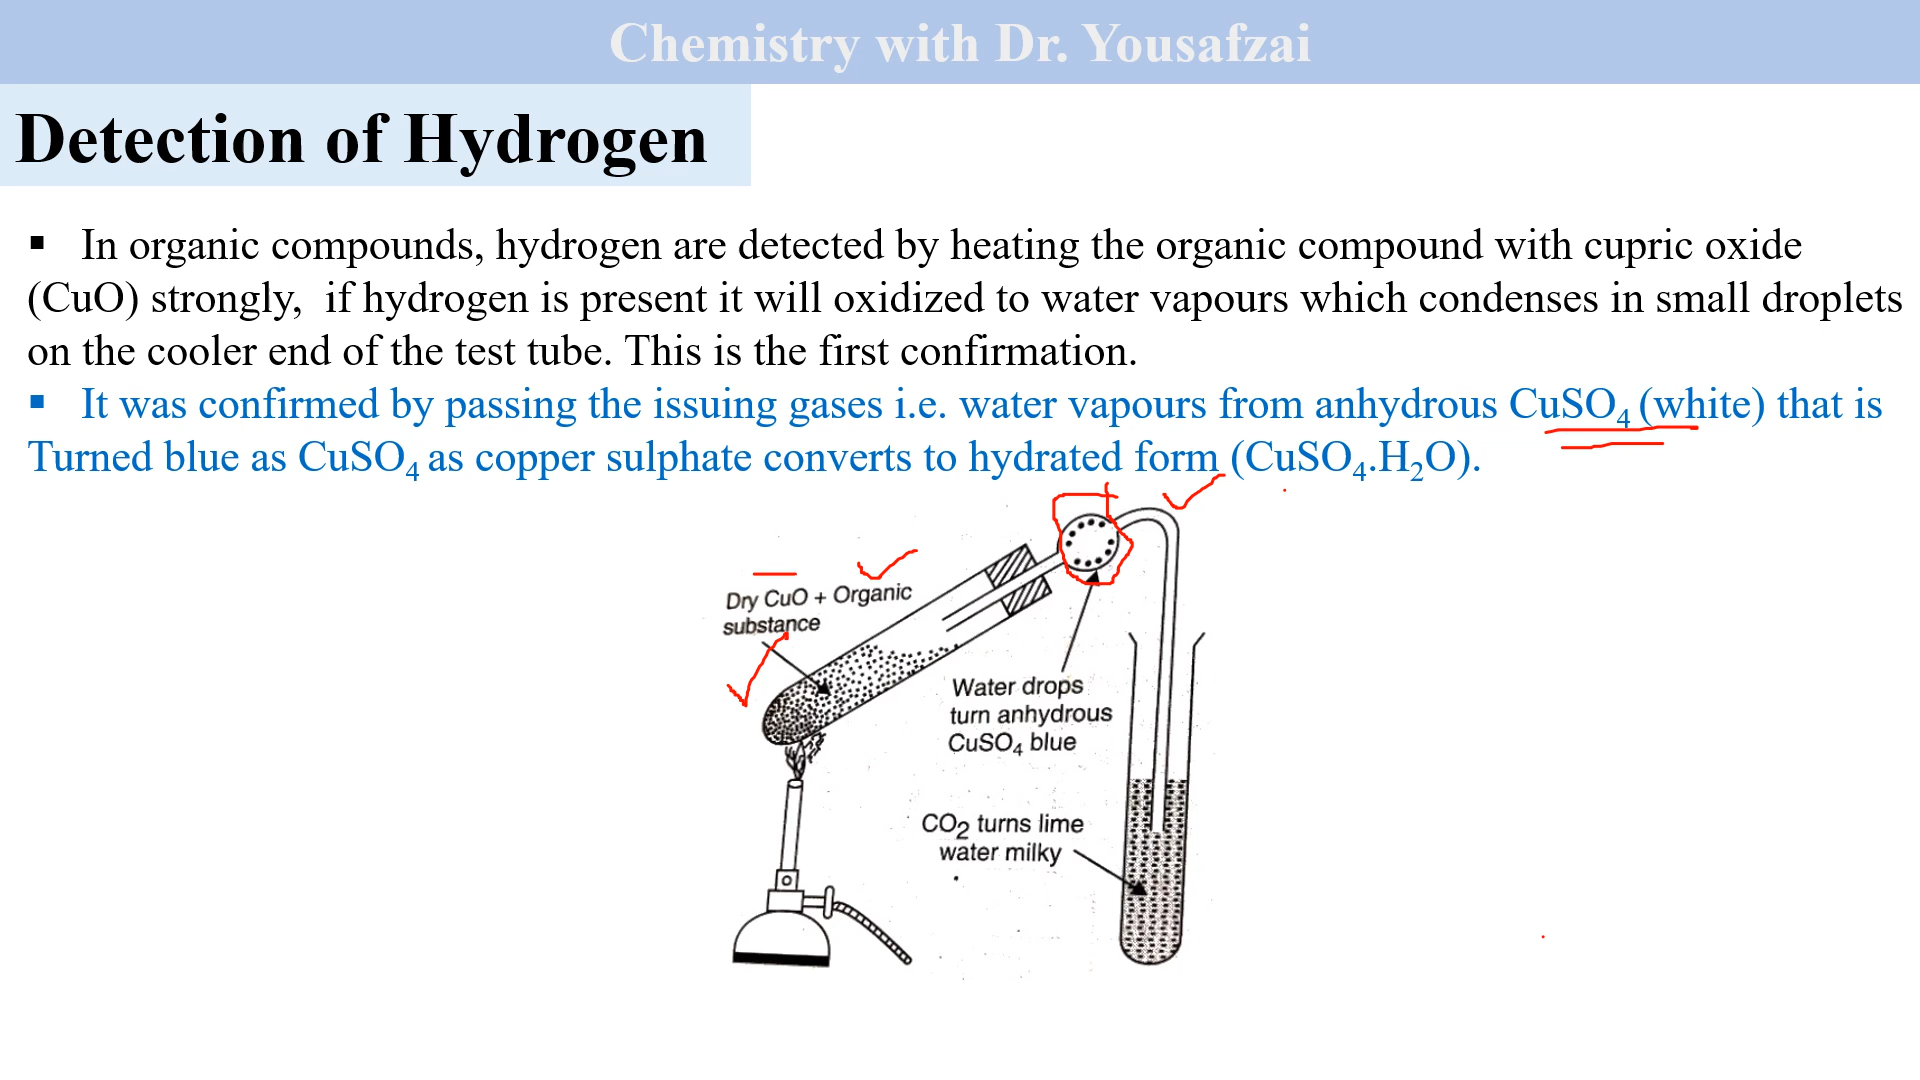 Chemistry with Dr. Yousafzai
Detection of Hydrogen
▪ In organic compounds, hydrogen are detected by heating the organic compound with cupric oxide
(CuO) strongly, if hydrogen is present it will oxidized to water vapours which condenses in small droplets
on the cooler end of the test tube. This is the first confirmation.
▪ It was confirmed by passing the issuing gases i.e. water vapours from anhydrous CuSO₄ (white) that is
Turned blue as CuSO₄ as copper sulphate converts to hydrated form (CuSO₄.H₂O).
Dry CuO + Organic
substance
Water drops
turn anhydrous
CuSO₄ blue
CO₂ turns lime
water milky